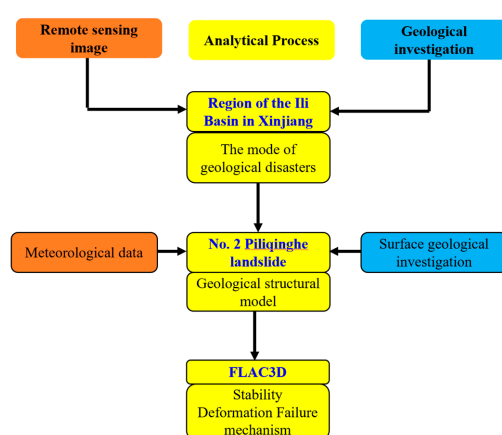 Remote sensing
image
Analytical Process
Geological
investigation
Region of the Ili
Basin in Xinjiang
The mode of
geological disasters
Meteorological data
No. 2 Piliqinghe
landslide
Surface geological
investigation
Geological structural
model
FLAC3D
Stability
Deformation Failure
mechanism